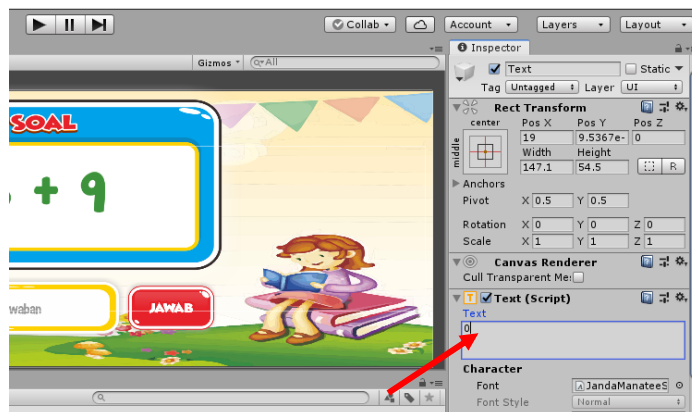 Collab Account Layers Layout
Inspector
Gizmos All
Text Static
Tag Untagged Layer UI
Rect Transform
center Pos X Pos Y Pos Z
19 9.5367e- 0
middle
Width Height
147.1 54.5 R
Anchors
Pivot X 0.5 Y 0.5
Rotation X 0 Y 0 Z 0
Scale X 1 Y 1 Z 1
Canvas Renderer
Cull Transparent Me
Text (Script)
Text
0
Character
Font JandaManateeS
Font Style Normal
SOAL
+ 9
waban
JAWAB